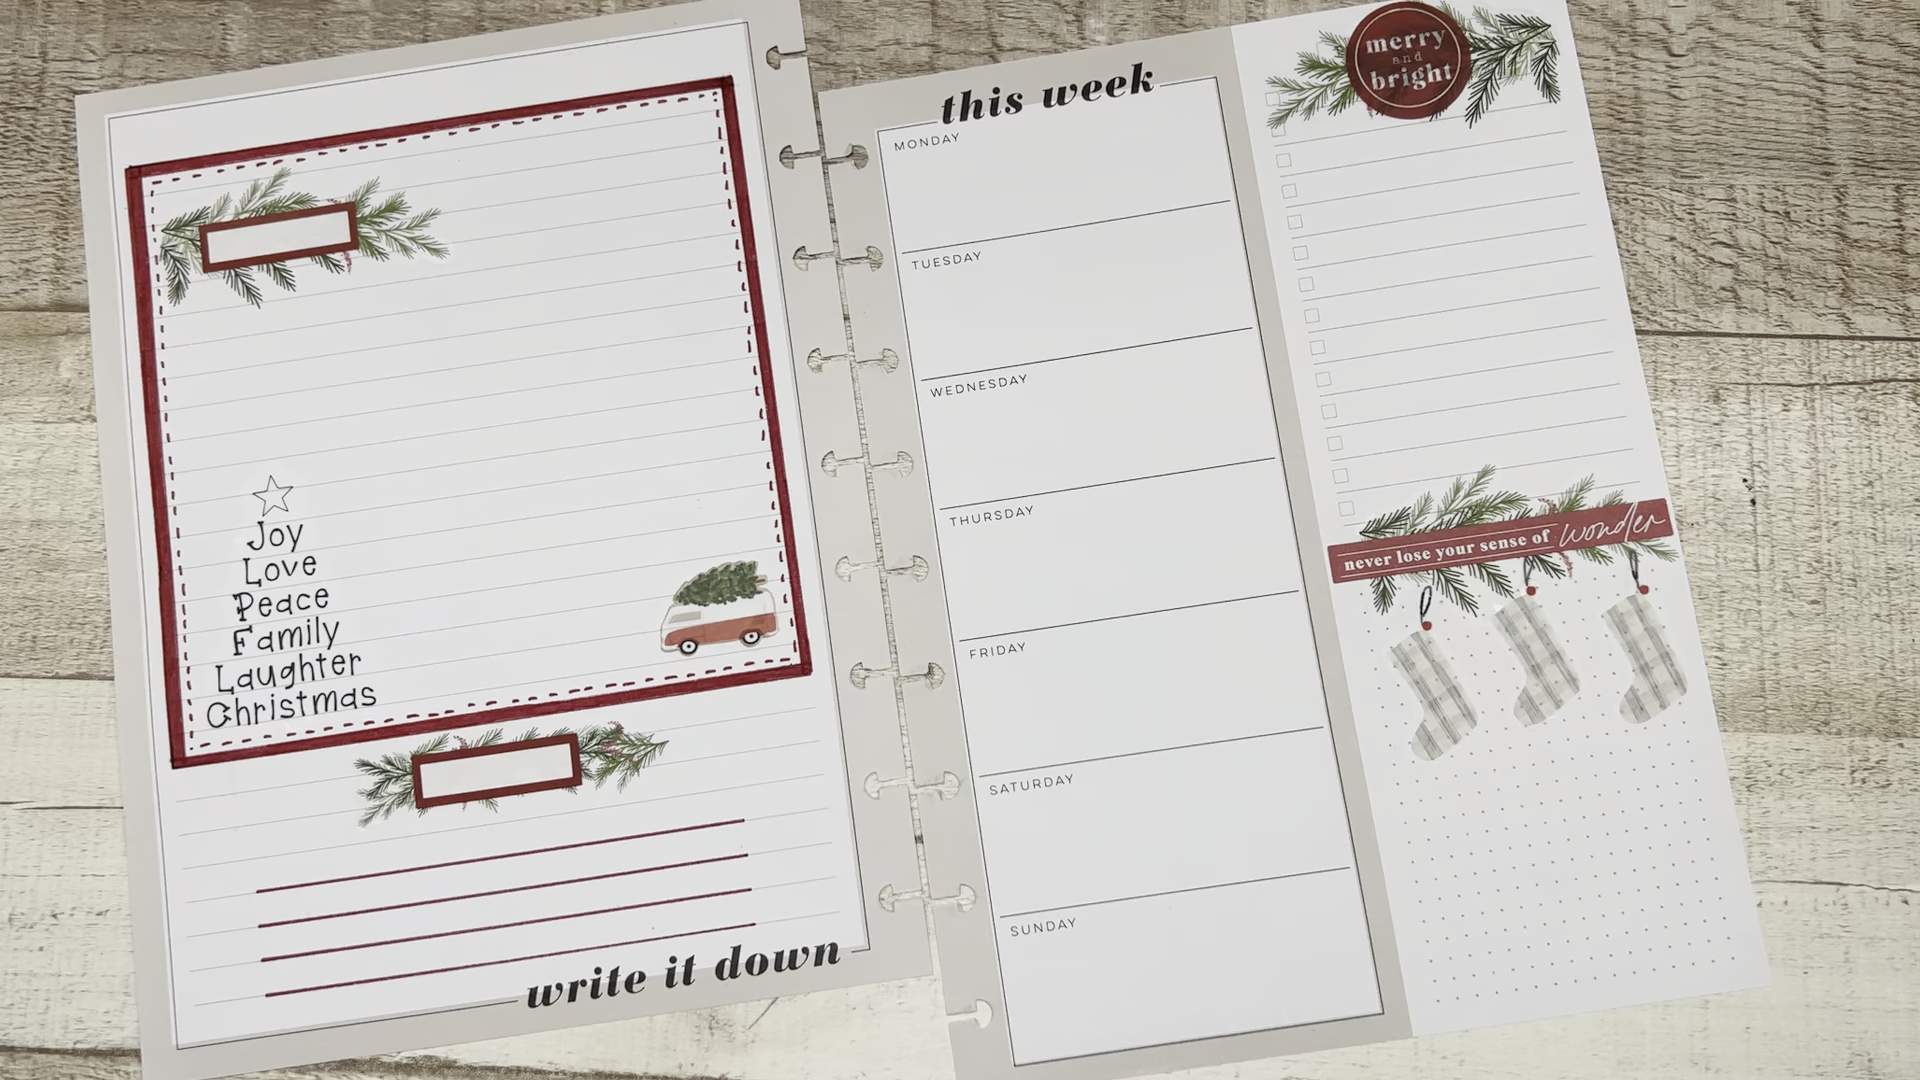 Joy
Love
Peace
Family
Laughter
Christmas
write it down
this week
MONDAY
TUESDAY
WEDNESDAY
THURSDAY
FRIDAY
SATURDAY
SUNDAY
merry
and
bright
never lose your sense of wonder